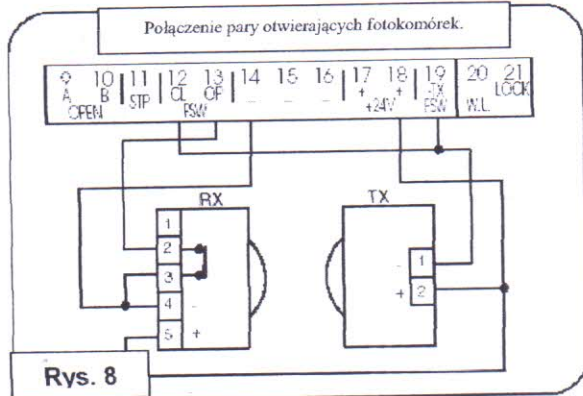 Połączenie pary otwierających fotokomórek.
9 10 11 12 13 14 15 16 17 18 19 20 21
A B STP CL OP _ _ _ + + -TX W.L. LOCK
OPEN FSW +24V FSW
RX TX
1
2 - 1
3 + 2
4 -
5 +
Rys. 8